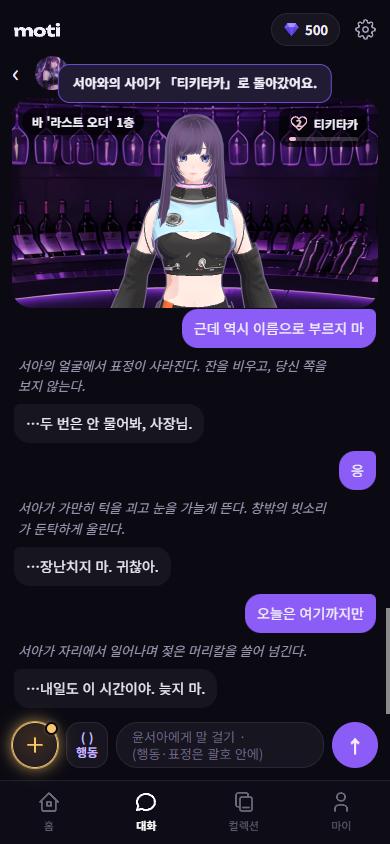 moti
500
서아와의 사이가 「티키타카」로 돌아갔어요.
바 '라스트 오더' 1층
2 티키타카
근데 역시 이름으로 부르지 마
서아의 얼굴에서 표정이 사라진다. 잔을 비우고, 당신 쪽을
보지 않는다.
…두 번은 안 물어봐, 사장님.
웅
서아가 가만히 턱을 괴고 눈을 가늘게 뜬다. 창밖의 빗소리
가 둔탁하게 울린다.
…장난치지 마. 귀찮아.
오늘은 여기까지만
서아가 자리에서 일어나며 젖은 머리칼을 쓸어 넘긴다.
…내일도 이 시간이야. 늦지 마.
( )
행동
윤서아에게 말 걸기 ·
(행동·표정은 괄호 안에)
홈
대화
컬렉션
마이